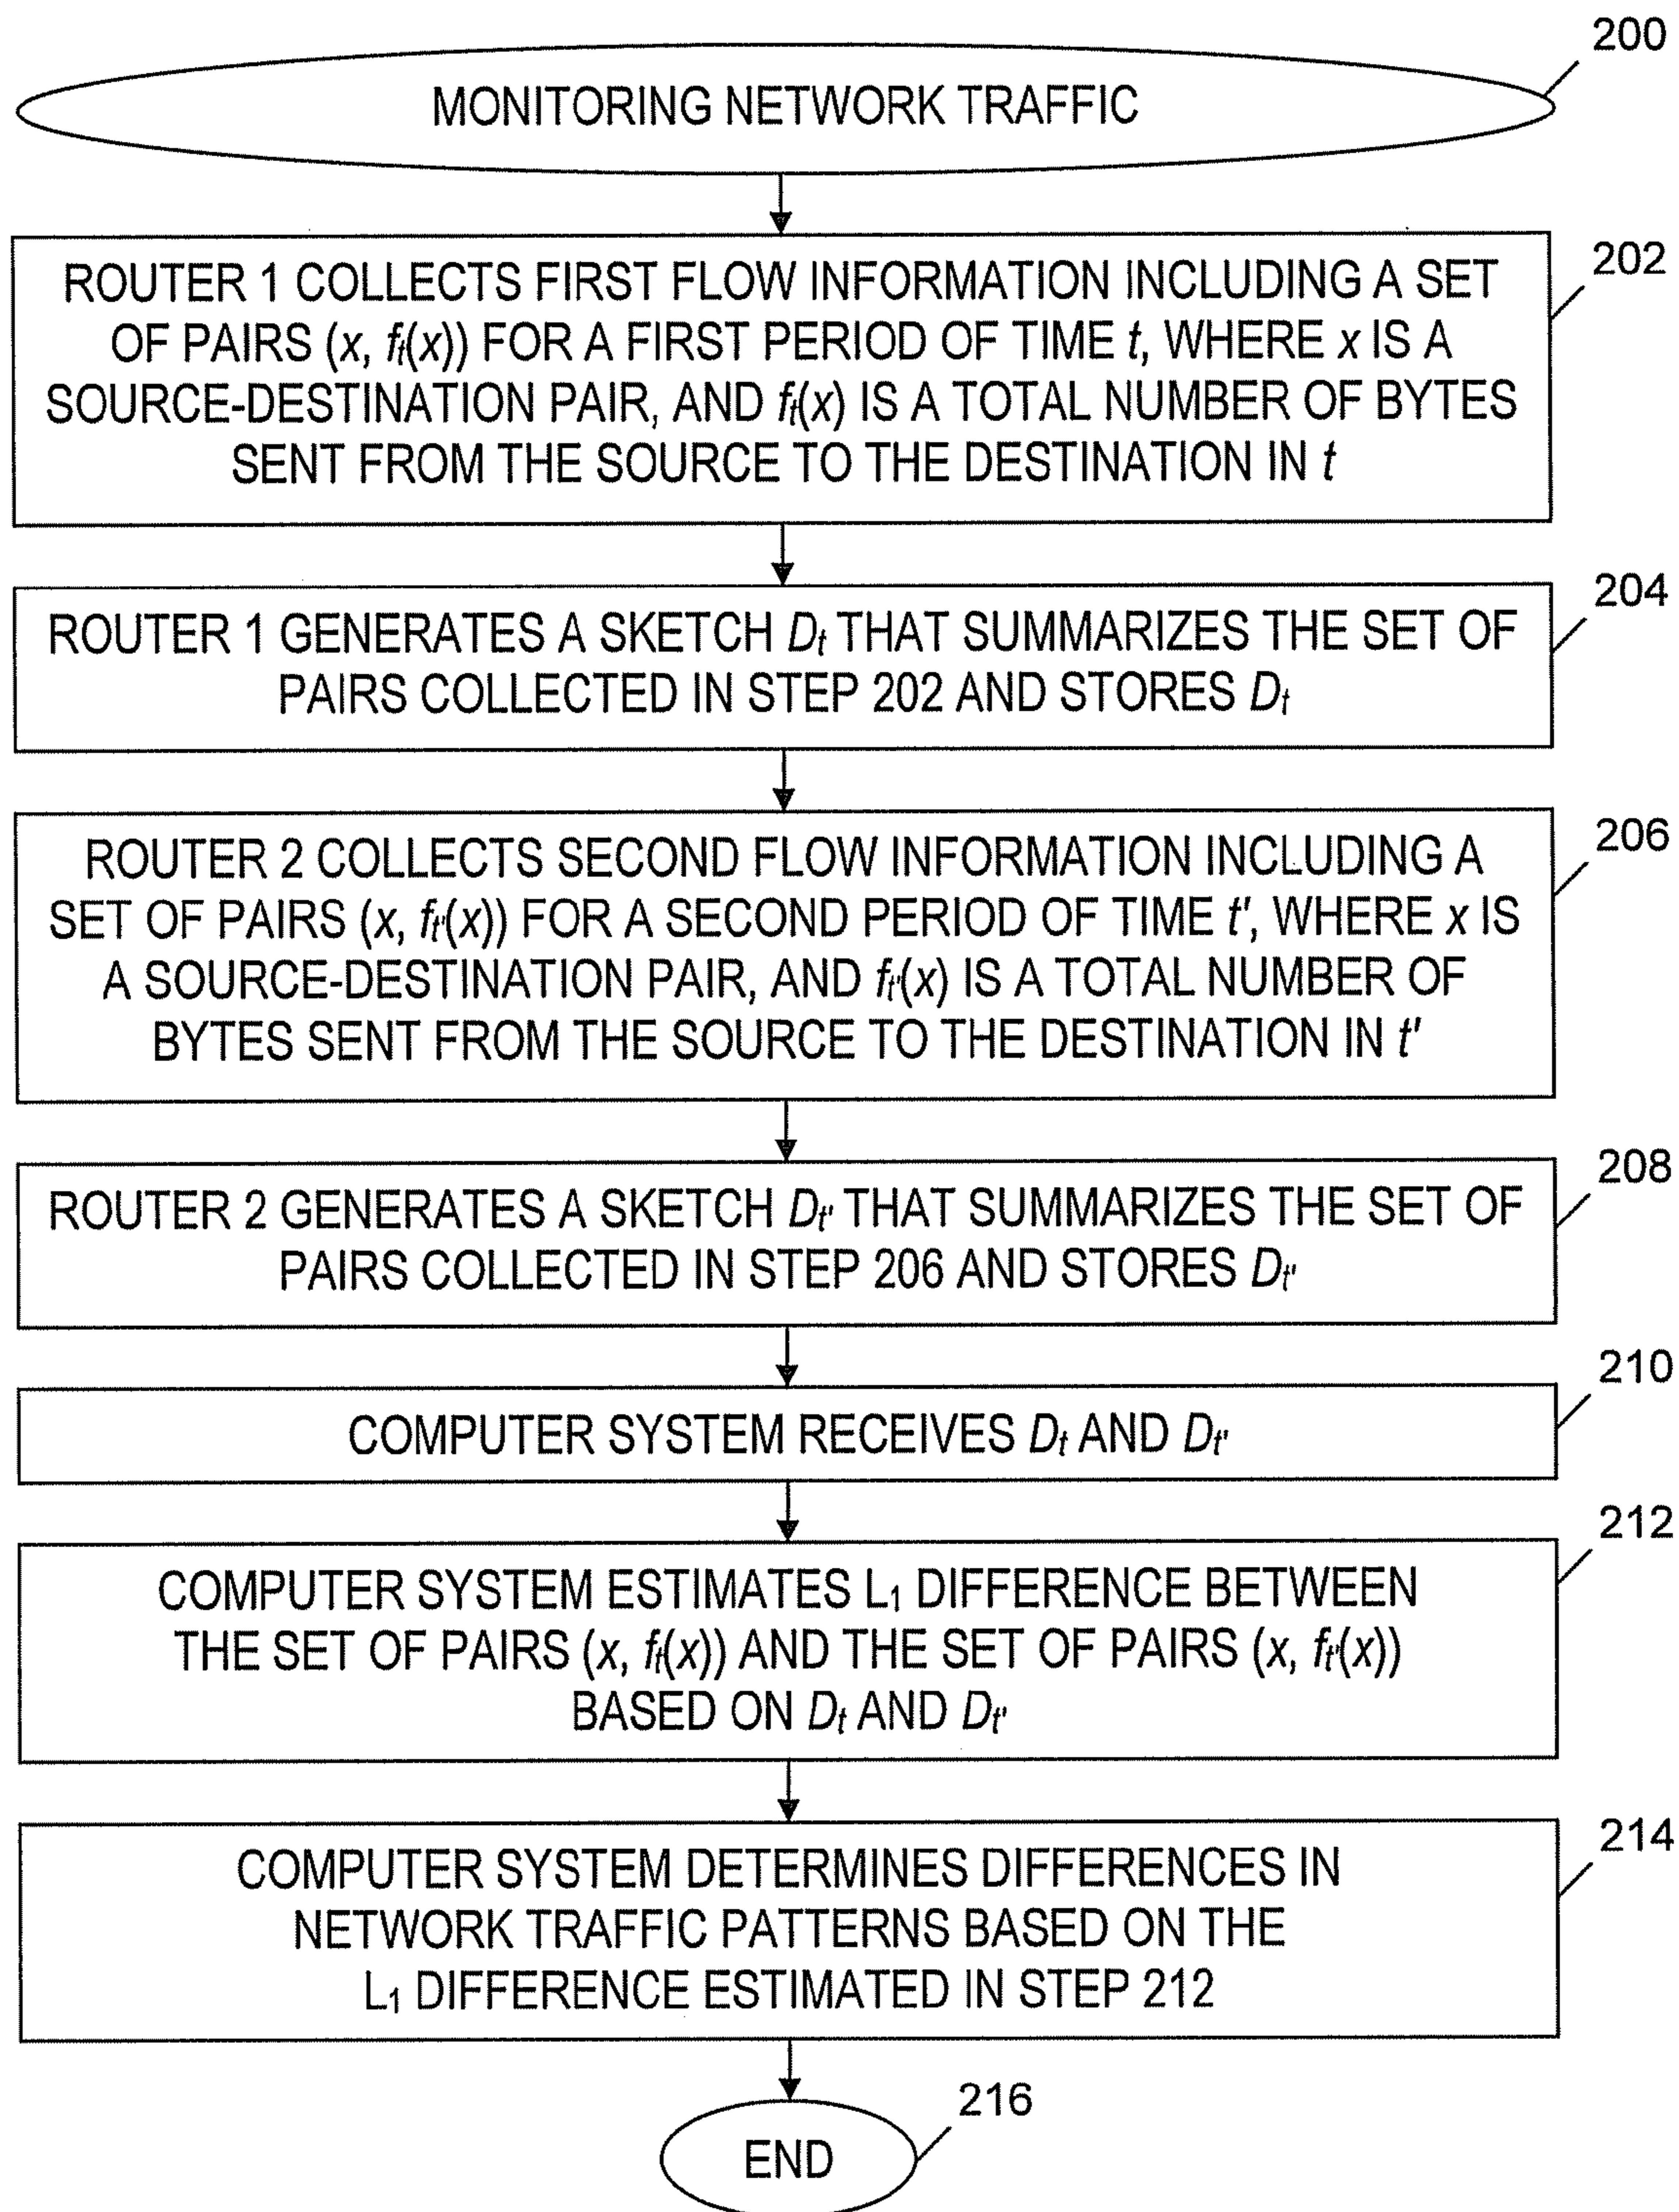 200
MONITORING NETWORK TRAFFIC
202
ROUTER 1 COLLECTS FIRST FLOW INFORMATION INCLUDING A SET
OF PAIRS (x, fₜ(x)) FOR A FIRST PERIOD OF TIME t, WHERE x IS A
SOURCE-DESTINATION PAIR, AND fₜ(x) IS A TOTAL NUMBER OF BYTES
SENT FROM THE SOURCE TO THE DESTINATION IN t
204
ROUTER 1 GENERATES A SKETCH Dₜ THAT SUMMARIZES THE SET OF
PAIRS COLLECTED IN STEP 202 AND STORES Dₜ
206
ROUTER 2 COLLECTS SECOND FLOW INFORMATION INCLUDING A
SET OF PAIRS (x, fₜ'(x)) FOR A SECOND PERIOD OF TIME t', WHERE x IS
A SOURCE-DESTINATION PAIR, AND fₜ'(x) IS A TOTAL NUMBER OF
BYTES SENT FROM THE SOURCE TO THE DESTINATION IN t'
208
ROUTER 2 GENERATES A SKETCH Dₜ' THAT SUMMARIZES THE SET OF
PAIRS COLLECTED IN STEP 206 AND STORES Dₜ'
210
COMPUTER SYSTEM RECEIVES Dₜ AND Dₜ'
212
COMPUTER SYSTEM ESTIMATES L₁ DIFFERENCE BETWEEN
THE SET OF PAIRS (x, fₜ(x)) AND THE SET OF PAIRS (x, fₜ'(x))
BASED ON Dₜ AND Dₜ'
214
COMPUTER SYSTEM DETERMINES DIFFERENCES IN
NETWORK TRAFFIC PATTERNS BASED ON THE
L₁ DIFFERENCE ESTIMATED IN STEP 212
216
END